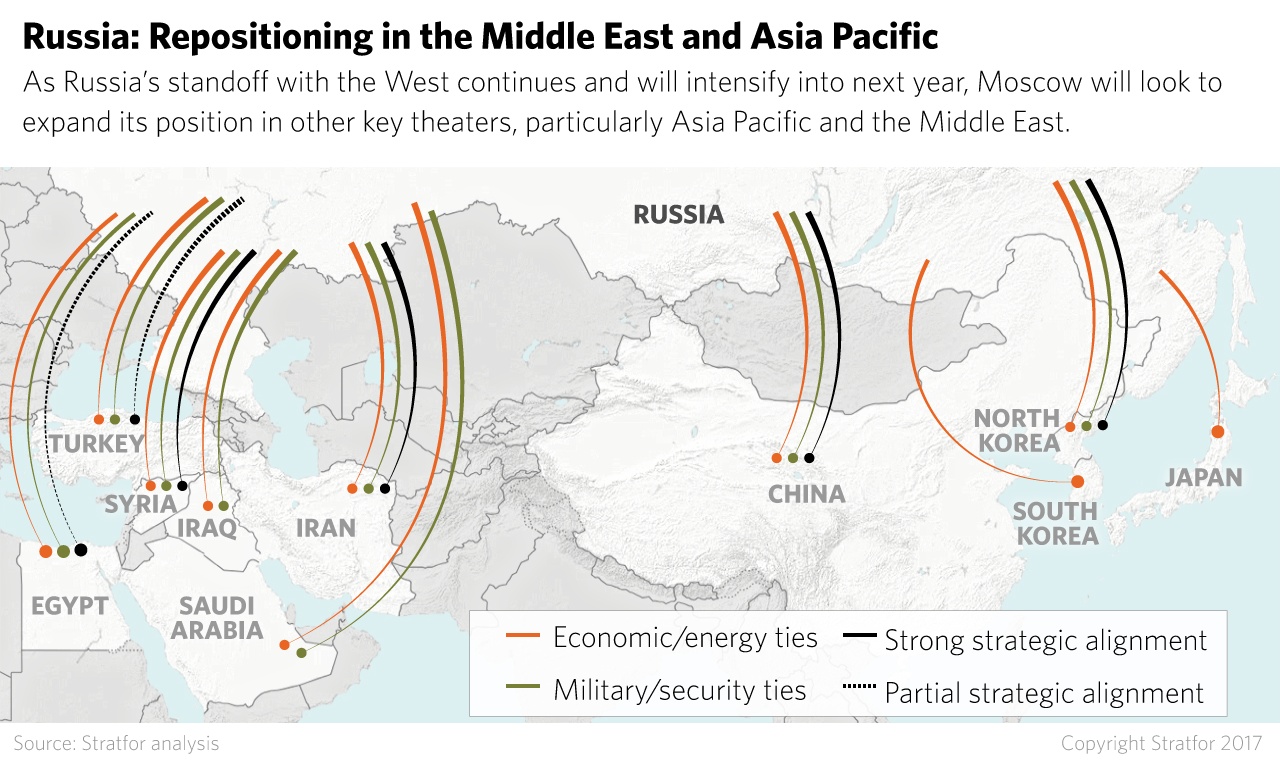 Russia: Repositioning in the Middle East and Asia Pacific
As Russia’s standoff with the West continues and will intensify into next year, Moscow will look to
expand its position in other key theaters, particularly Asia Pacific and the Middle East.
RUSSIA
TURKEY
SYRIA
IRAQ
IRAN
EGYPT
SAUDI
ARABIA
CHINA
NORTH
KOREA
SOUTH
KOREA
JAPAN
Economic/energy ties
Strong strategic alignment
Military/security ties
Partial strategic alignment
Source: Stratfor analysis
Copyright Stratfor 2017